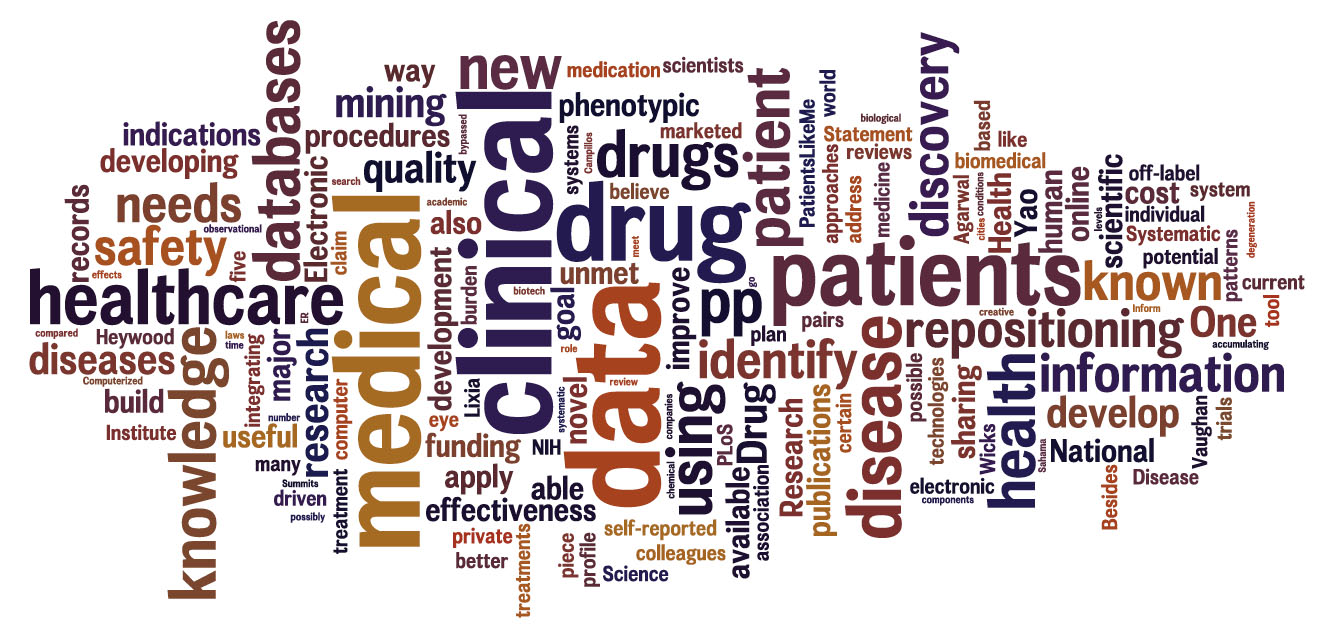 databases
way
new
medication
scientists
patient
world
discovery
mining
clinical
phenotypic
indications
procedures
bypassed
systems
Campillos
marketed
drugs
PatientsLikeMe
biological
Statement
based
like
developing
Electronic
search
quality
believe
approaches
reviews
biomedical
scientific
off-label
records
needs
observational
claim
medical
academic
also
drug
meet
address
medicine
Agarwal
conditions
cities
Health
Yao
human
online
levels
cost
system
individual
safety
effects
five
development
burden
unmet
Systematic
degeneration
potential
patterns
healthcare
ER
biotech
goal
data
improve
pp
go
patients
known
current
compared
Heywood
laws
time
integrating
major
research
role
plan
pairs
creative
Inform
One
tool
repositioning
accumulating
diseases
Computerized
knowledge
computer
Lixia
review
identify
disease
possible
technologies
sharing
health
information
build
number
eye
systematic
novel
companies
using
PLoS
Drug
Research
publications
certain
Wicks
develop
Vaughan
trials
Institute
useful
funding
NIH
Sahama
National
many
Summits
treatment
apply
chemical
available
association
electronic
components
Besides
Disease
driven
possibly
able
effectiveness
self-reported
private
treatments
piece
profile
colleagues
better
Science